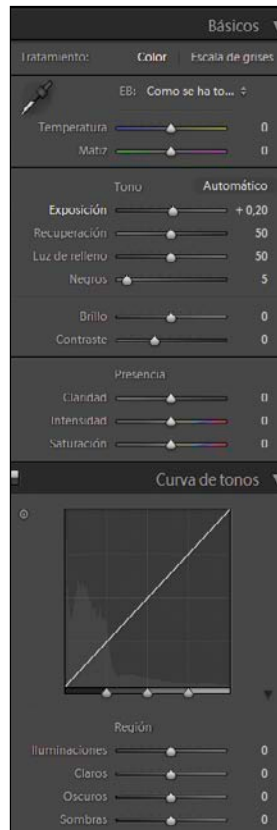 Básicos
Tratamiento: Color Escala de grises
EB: Como se ha to...
Temperatura 0
Matiz 0
Tono Automático
Exposición + 0,20
Recuperación 50
Luz de relleno 50
Negros 5
Brillo 0
Contraste 0
Presencia
Claridad 0
Intensidad 0
Saturación 0
Curva de tonos
Región
Iluminaciones 0
Claros 0
Oscuros 0
Sombras 0